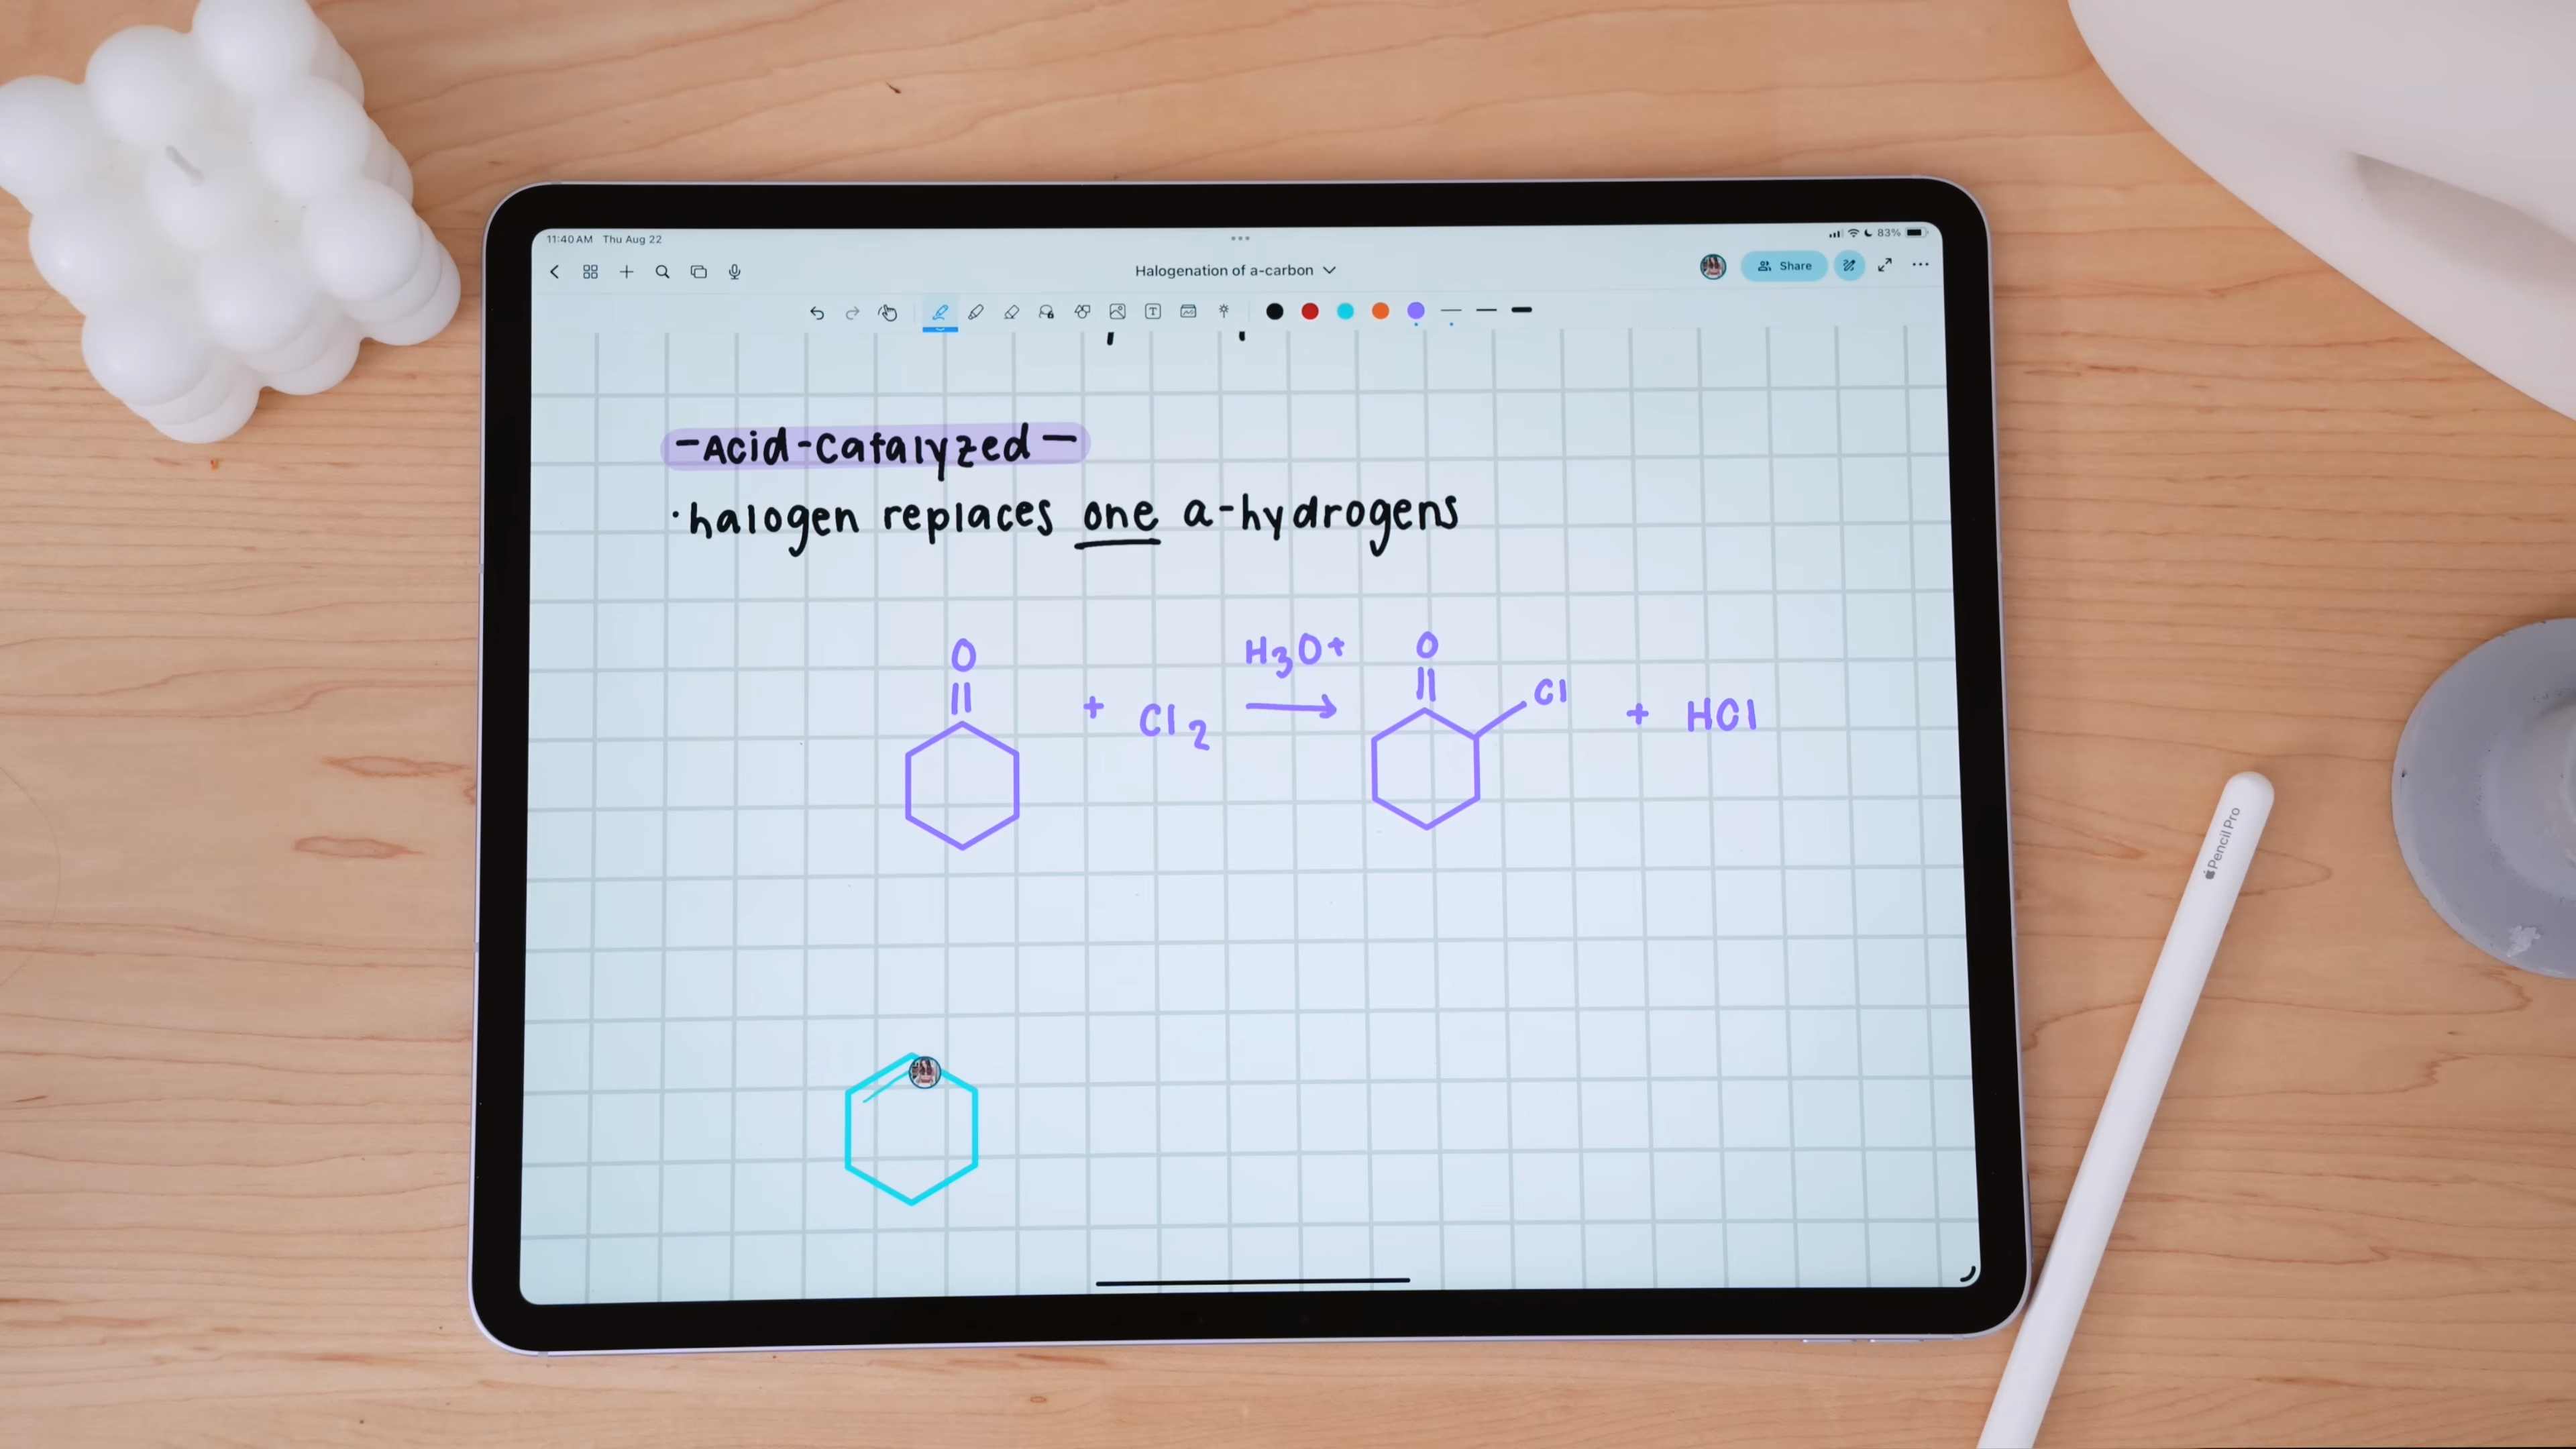 11:40 AM Thu Aug 22
83%
Halogenation of a-carbon
Share
T
-Acid-Catalyzed-
·halogen replaces one a-hydrogens
O + Cl2 H3O+ O Cl + HCl
Pencil Pro